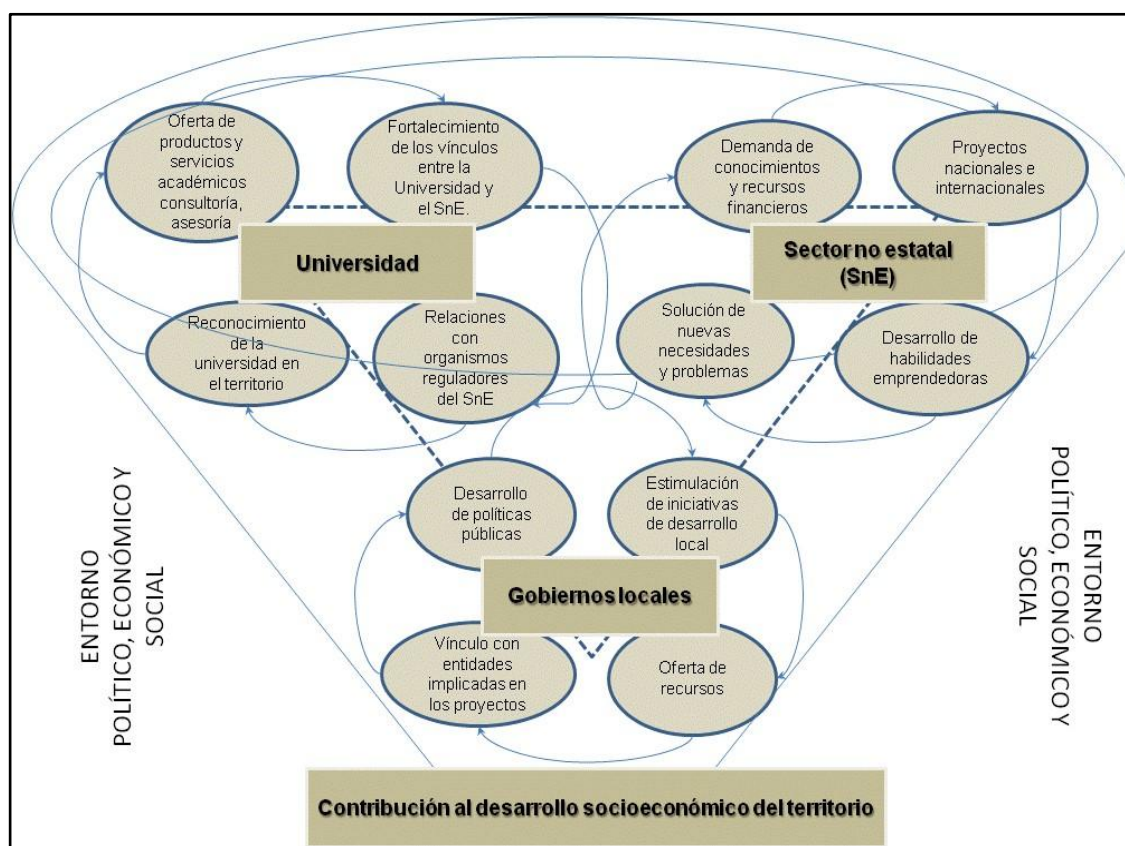 Oferta de
productos y
servicios
académicos
consultoría,
asesoría
Fortalecimiento
de los vínculos
entre la
Universidad y
el SnE.
Demanda de
conocimientos
y recursos
financieros
Proyectos
nacionales e
internacionales
Universidad
Sector no estatal
(SnE)
Reconocimiento
de la
universidad en
el territorio
Relaciones
con
organismos
reguladores
del SnE
Solución de
nuevas
necesidades
y problemas
Desarrollo de
habilidades
emprendedoras
Desarrollo
de políticas
públicas
Estimulación
de iniciativas
de desarrollo
local
Gobiernos locales
Vínculo con
entidades
implicadas en
los proyectos
Oferta de
recursos
ENTORNO
POLÍTICO, ECONÓMICO Y
SOCIAL
ENTORNO
POLÍTICO, ECONÓMICO Y
SOCIAL
Contribución al desarrollo socioeconómico del territorio